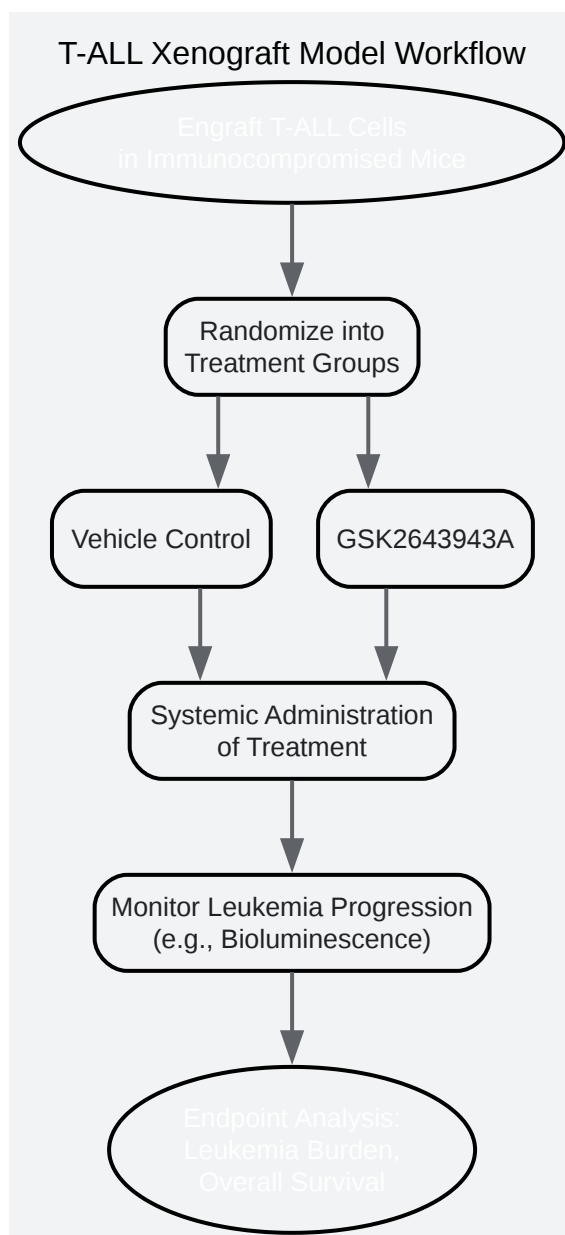 T-ALL Xenograft Model Workflow
Engraft T-ALL Cells
in Immunocompromised Mice
Randomize into
Treatment Groups
Vehicle Control
GSK2643943A
Systemic Administration
of Treatment
Monitor Leukemia Progression
(e.g., Bioluminescence)
Endpoint Analysis:
Leukemia Burden,
Overall Survival